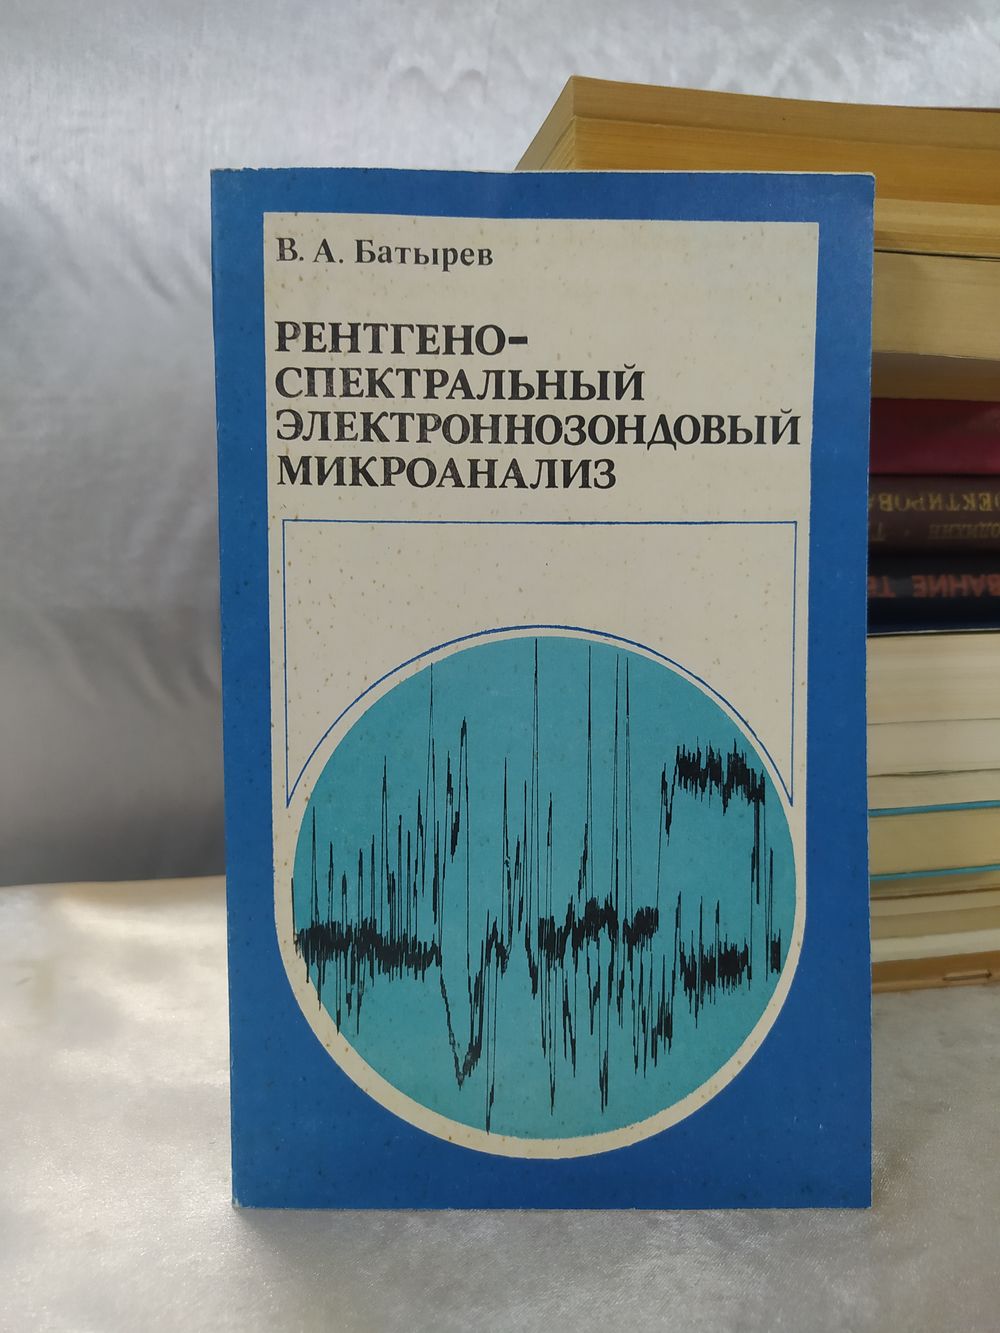 В. А. Батырев
РЕНТГЕНО-
СПЕКТРАЛЬНЫЙ
ЭЛЕКТРОННОЗОНДОВЫЙ
МИКРОАНАЛИЗ